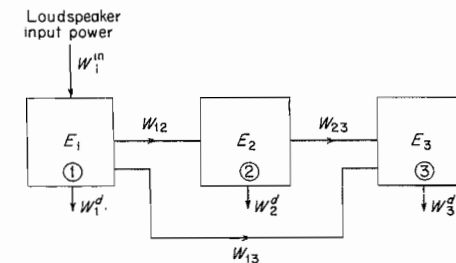 Loudspeaker
input power
W₁ⁱⁿ
E₁
W₁₂
E₂
W₂₃
E₃
①
②
③
W₁ᵈ.
W₂ᵈ
W₃ᵈ
W₁₃